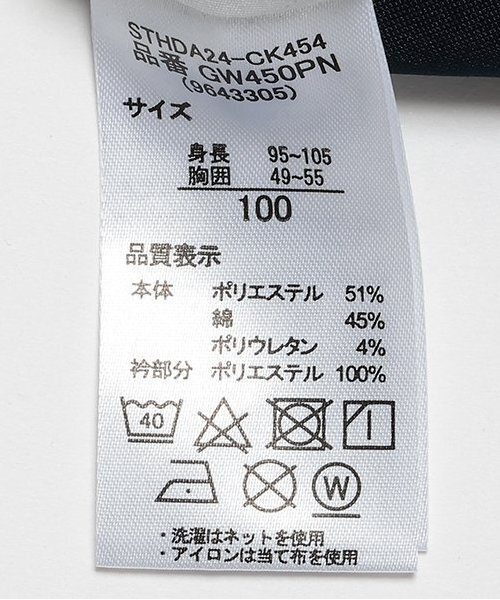 STHDA24-CK454
品番 GW450PN
(9643305)
サイズ
身長 95~105
胸囲 49~55
100
品質表示
本体 ポリエステル 51%
綿 45%
ポリウレタン 4%
衿部分 ポリエステル 100%
40
W
・洗濯はネットを使用
・アイロンは当て布を使用